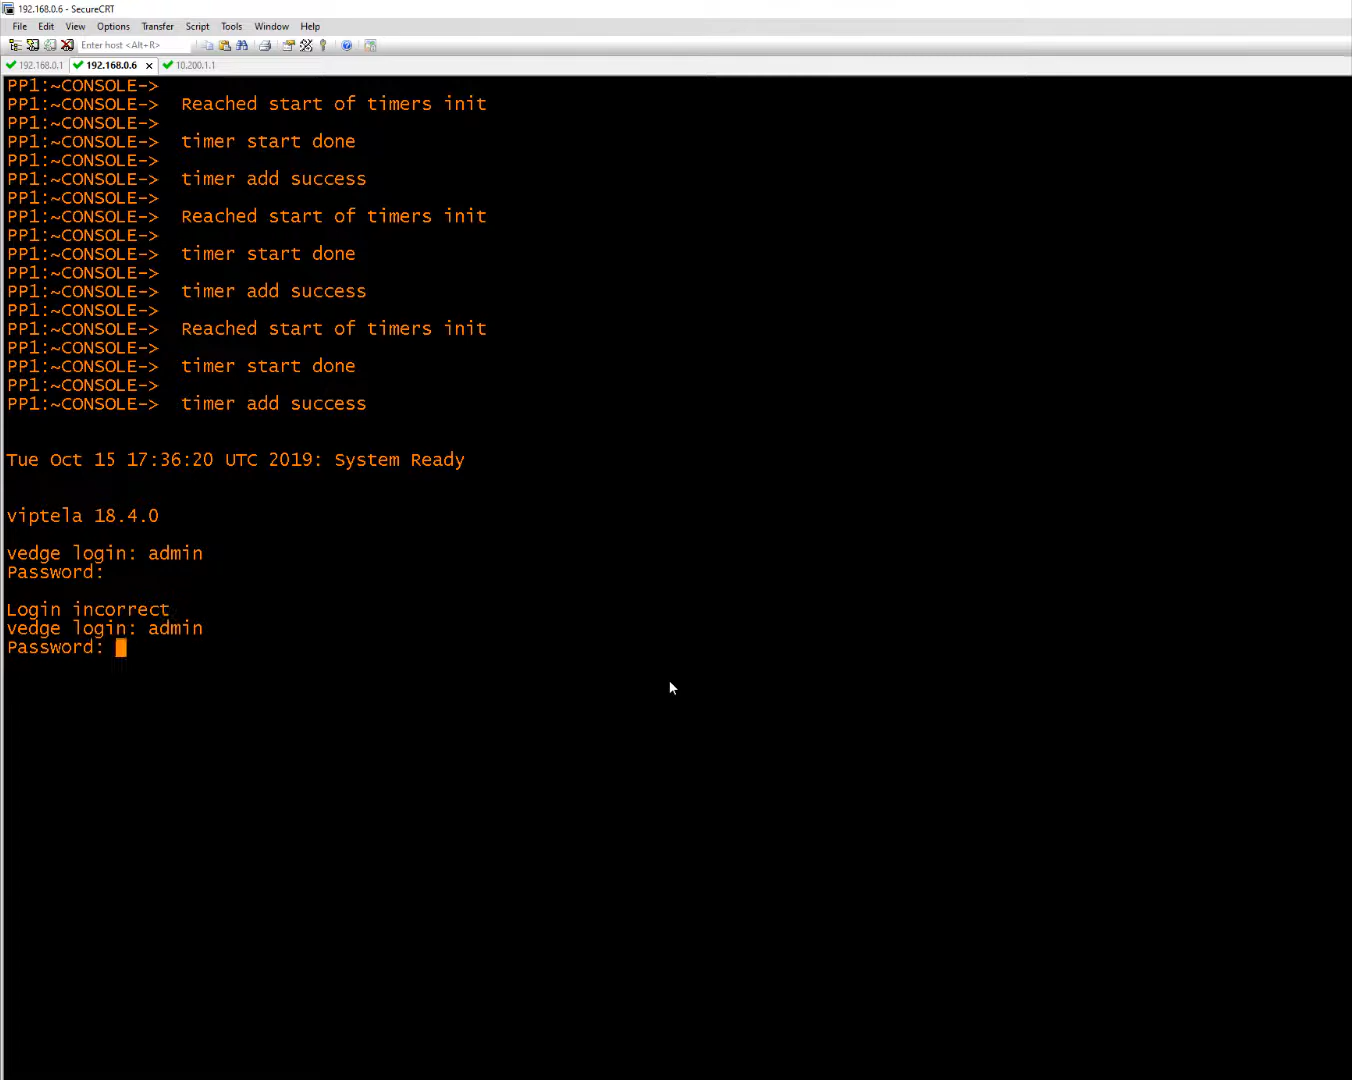 192.168.0.6 - SecureCRT
File Edit View Options Transfer Script Tools Window Help
Enter host <Alt+R>
192.168.0.1 192.168.0.6 × 10.200.1.1
PP1:~CONSOLE->
PP1:~CONSOLE-> Reached start of timers init
PP1:~CONSOLE->
PP1:~CONSOLE-> timer start done
PP1:~CONSOLE->
PP1:~CONSOLE-> timer add success
PP1:~CONSOLE->
PP1:~CONSOLE-> Reached start of timers init
PP1:~CONSOLE->
PP1:~CONSOLE-> timer start done
PP1:~CONSOLE->
PP1:~CONSOLE-> timer add success
PP1:~CONSOLE->
PP1:~CONSOLE-> Reached start of timers init
PP1:~CONSOLE->
PP1:~CONSOLE-> timer start done
PP1:~CONSOLE->
PP1:~CONSOLE-> timer add success
Tue Oct 15 17:36:20 UTC 2019: System Ready
viptela 18.4.0
vedge login: admin
Password:
Login incorrect
vedge login: admin
Password: